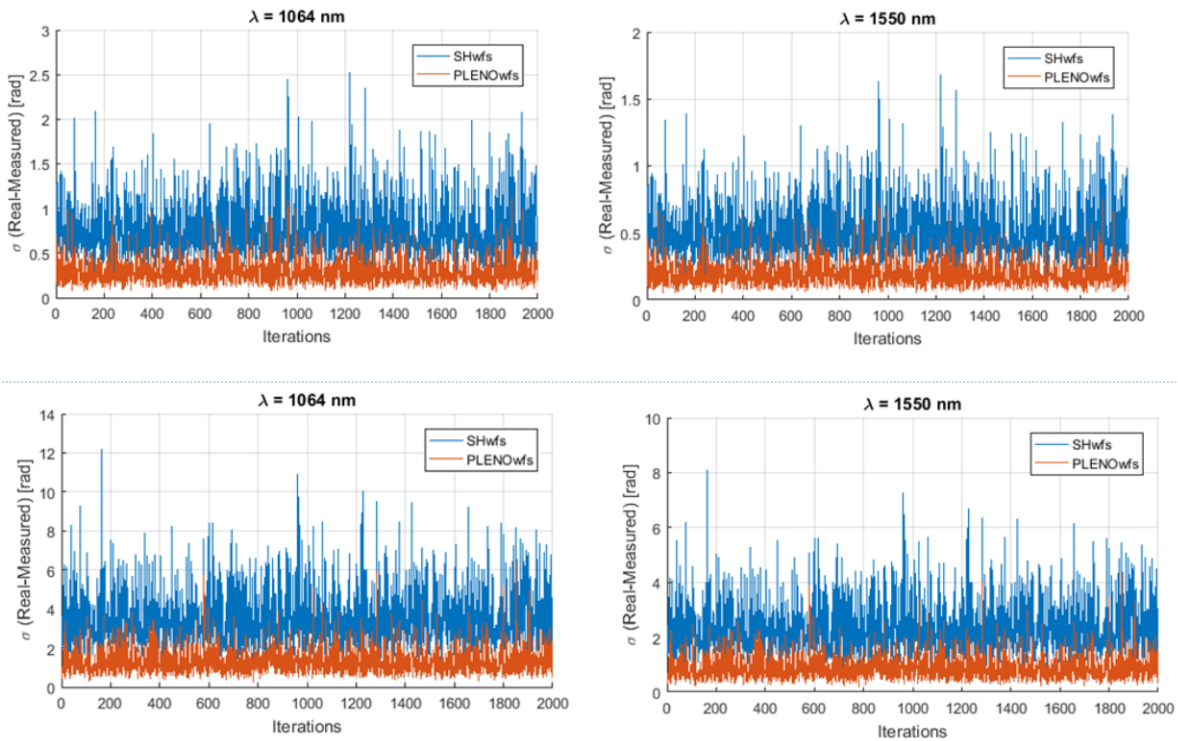 λ = 1064 nm
3
2.5
2
1.5
1
0.5
0
σ (Real-Measured) [rad]
SHwfs
PLENOwfs
0 200 400 600 800 1000 1200 1400 1600 1800 2000
Iterations
λ = 1550 nm
2
1.5
1
0.5
0
σ (Real-Measured) [rad]
SHwfs
PLENOwfs
0 200 400 600 800 1000 1200 1400 1600 1800 2000
Iterations
λ = 1064 nm
14
12
10
8
6
4
2
0
σ (Real-Measured) [rad]
SHwfs
PLENOwfs
0 200 400 600 800 1000 1200 1400 1600 1800 2000
Iterations
λ = 1550 nm
10
8
6
4
2
0
σ (Real-Measured) [rad]
SHwfs
PLENOwfs
0 200 400 600 800 1000 1200 1400 1600 1800 2000
Iterations